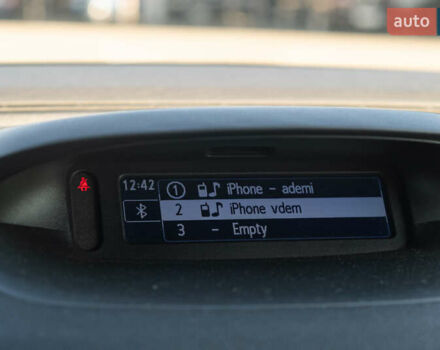 auto
12:42
1 iPhone - ademi
2 iPhone vdem
3 - Empty